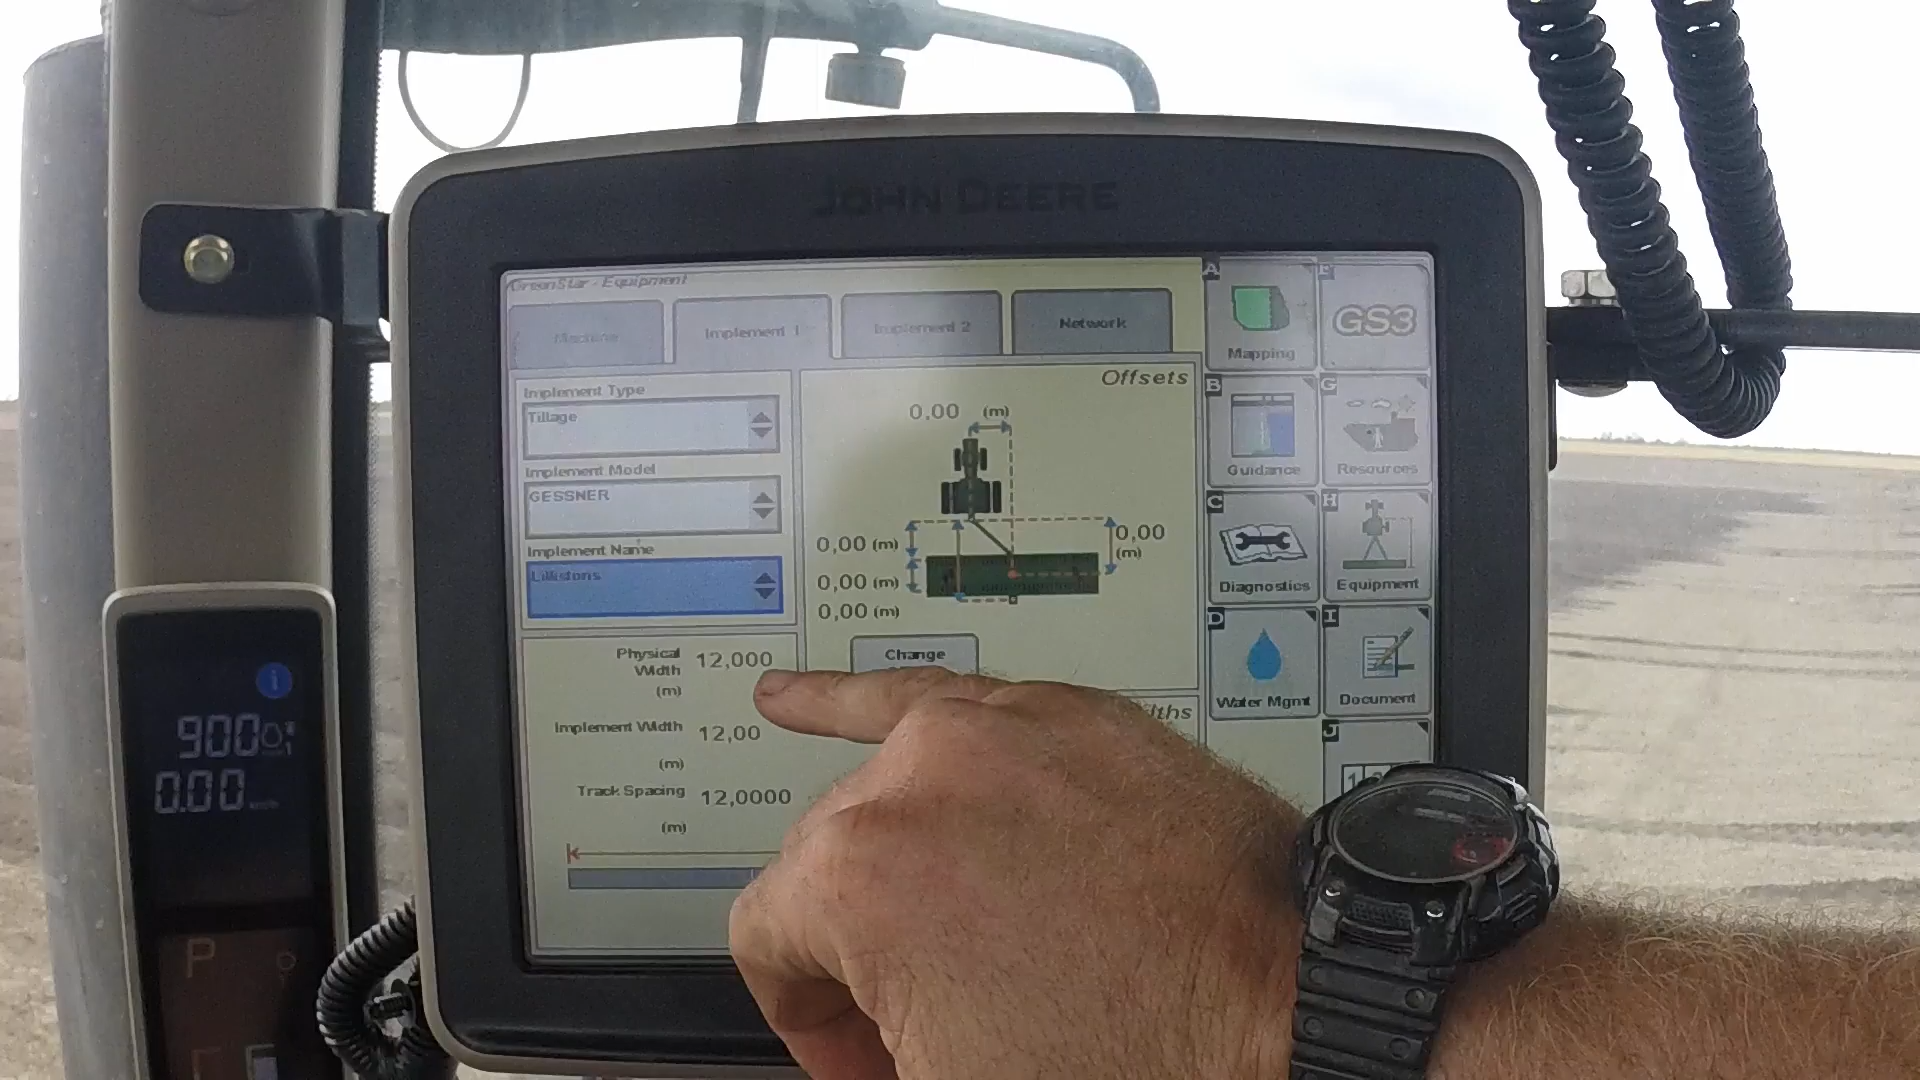 JOHN DEERE
GreenStar - Equipment
Machine
Implement 1
Implement 2
Network
Implement Type
Tillage
Implement Model
GESSNER
Implement Name
Lillistons
Physical
Width
(m)
12,000
Implement Width
(m)
12,00
Track Spacing
(m)
12,0000
Offsets
0,00 (m)
0,00 (m)
0,00 (m)
0,00 (m)
0,00
(m)
Change
A
Mapping
F
GS3
B
Guidance
G
Resources
C
Diagnostics
H
Equipment
D
Water Mgmt
I
Document
J
i
900
0.00
P